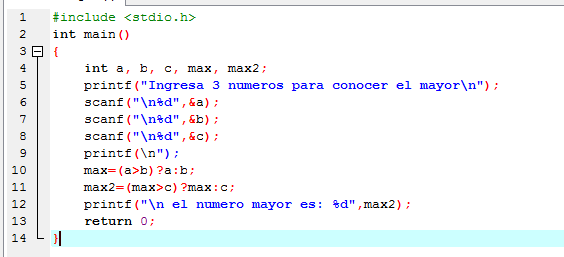 1 #include <stdio.h>
2 int main()
3 {
4 int a, b, c, max, max2;
5 printf("Ingresa 3 numeros para conocer el mayor\n");
6 scanf("\n%d",&a);
7 scanf("\n%d",&b);
8 scanf("\n%d",&c);
9 printf(\n");
10 max=(a>b)?a:b;
11 max2=(max>c)?max:c;
12 printf("\n el numero mayor es: %d",max2);
13 return 0;
14 }